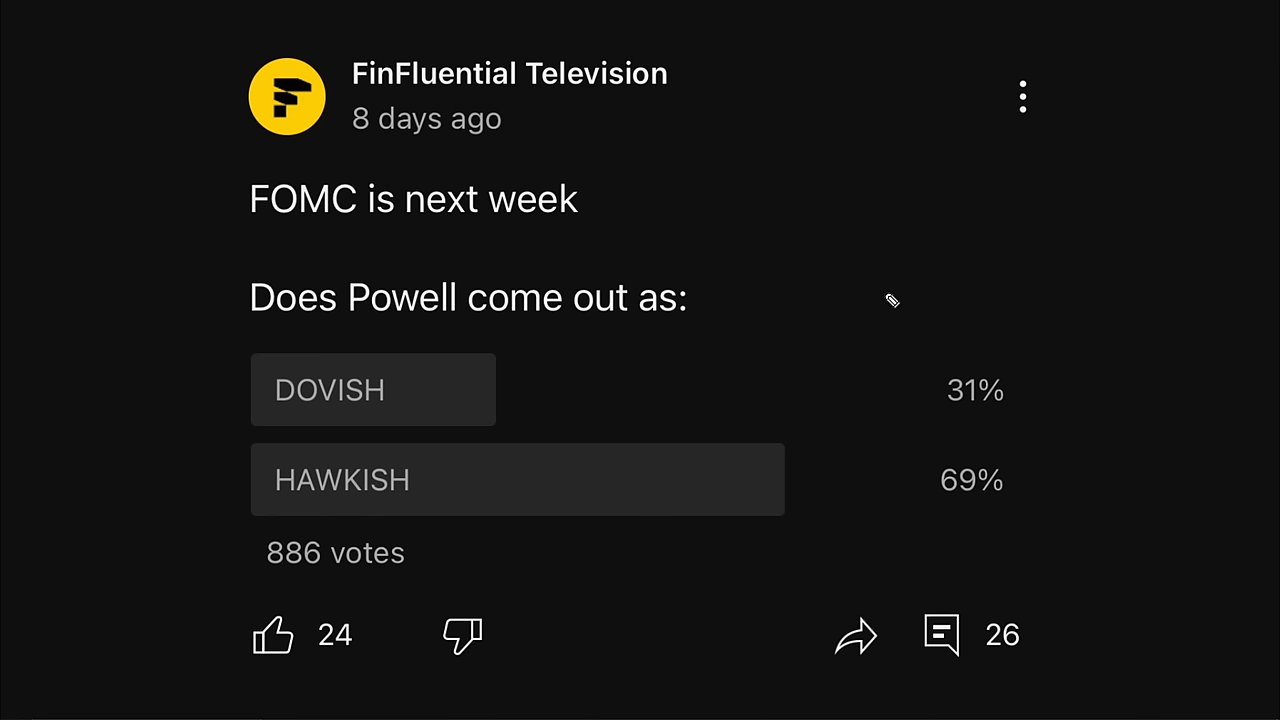 FinFluential Television
8 days ago
FOMC is next week
Does Powell come out as:
DOVISH 31%
HAWKISH 69%
886 votes
24 26